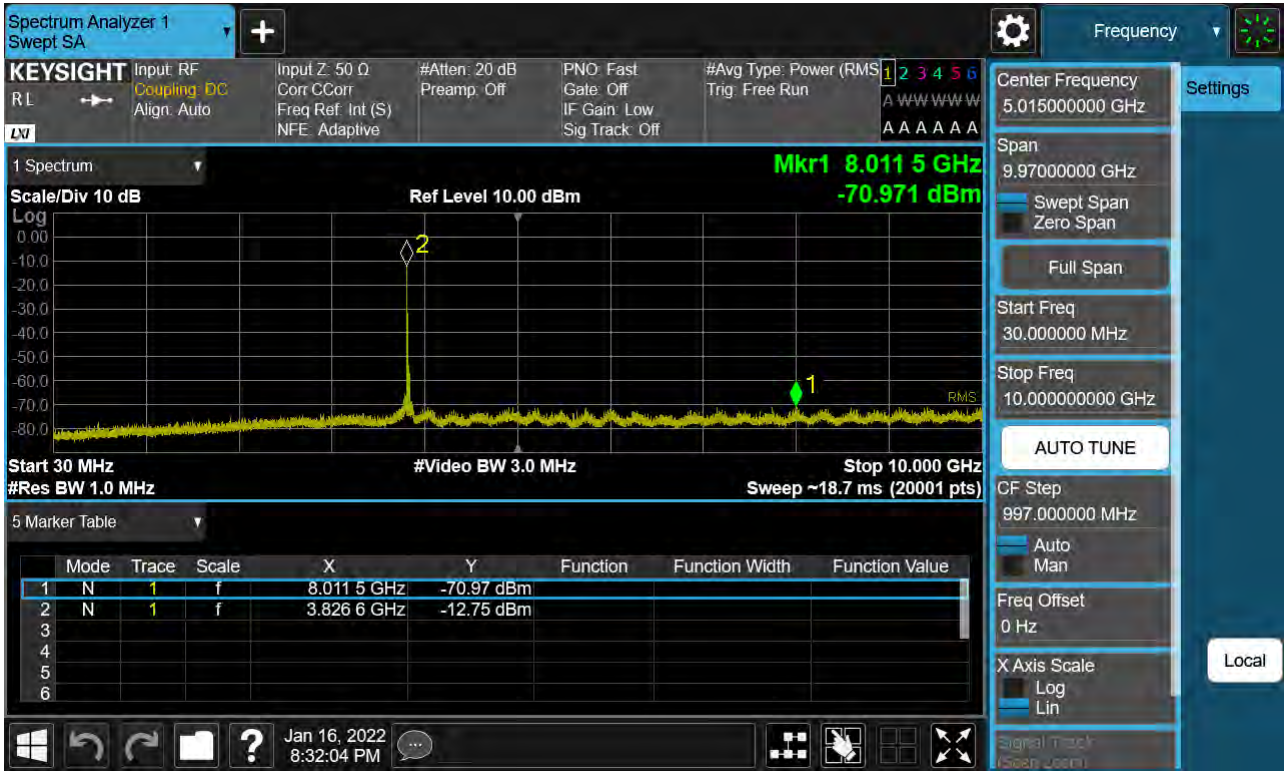 Spectrum Analyzer 1
Swept SA
Frequency
KEYSIGHT
RL
LXI
Input: RF
Coupling: DC
Align: Auto
Input Z: 50 Ω
Corr CCorr
Freq Ref: Int (S)
NFE: Adaptive
#Atten: 20 dB
Preamp: Off
PNO: Fast
Gate: Off
IF Gain: Low
Sig Track: Off
#Avg Type: Power (RMS
Trig: Free Run
1 2 3 4 5 6
A W W W W W
A A A A A A
1 Spectrum
Mkr1 8.011 5 GHz
Scale/Div 10 dB
Ref Level 10.00 dBm
-70.971 dBm
Log
0.00
-10.0
-20.0
-30.0
-40.0
-50.0
-60.0
-70.0
-80.0
2
1
RMS
Start 30 MHz
#Video BW 3.0 MHz
Stop 10.000 GHz
#Res BW 1.0 MHz
Sweep ~18.7 ms (20001 pts)
5 Marker Table
Mode Trace Scale X Y Function Function Width Function Value
1 N 1 f 8.011 5 GHz -70.97 dBm
2 N 1 f 3.826 6 GHz -12.75 dBm
3
4
5
6
Center Frequency
5.015000000 GHz
Span
9.97000000 GHz
Swept Span
Zero Span
Full Span
Start Freq
30.000000 MHz
Stop Freq
10.000000000 GHz
AUTO TUNE
CF Step
997.000000 MHz
Auto
Man
Freq Offset
0 Hz
X Axis Scale
Log
Lin
Signal Track
(Span Zoom)
Settings
Local
?
Jan 16, 2022
8:32:04 PM